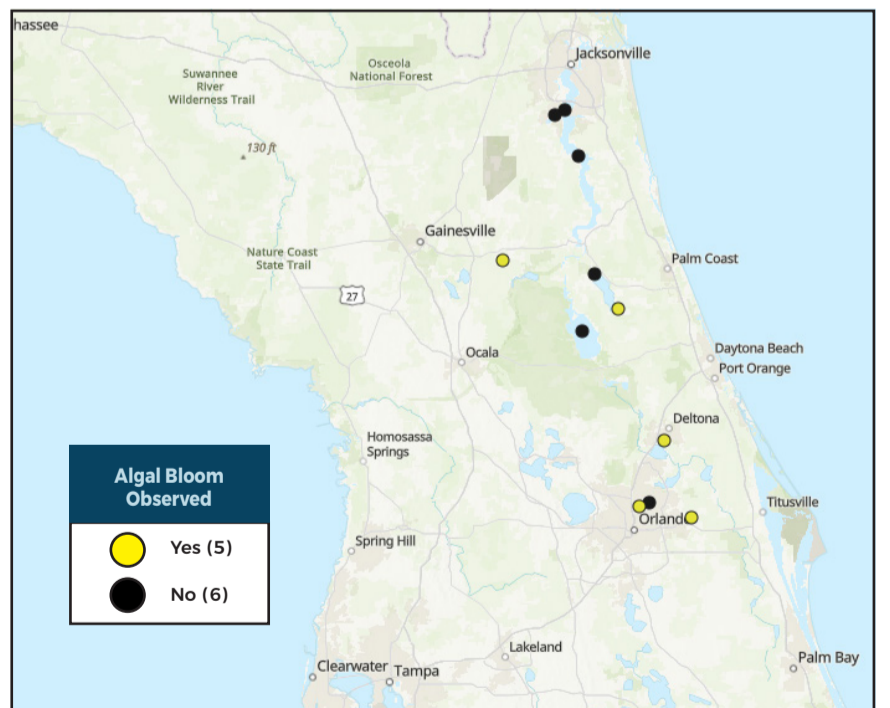 hassee
Jacksonville
Osceola
National Forest
Suwannee
River
Wilderness Trail
130 ft
Gainesville
Nature Coast
State Trail
Palm Coast
27
Ocala
Daytona Beach
Port Orange
Deltona
Homosassa
Springs
Algal Bloom
Observed
Yes (5)
No (6)
Titusville
Orland
Spring Hill
Lakeland
Palm Bay
Clearwater
Tampa